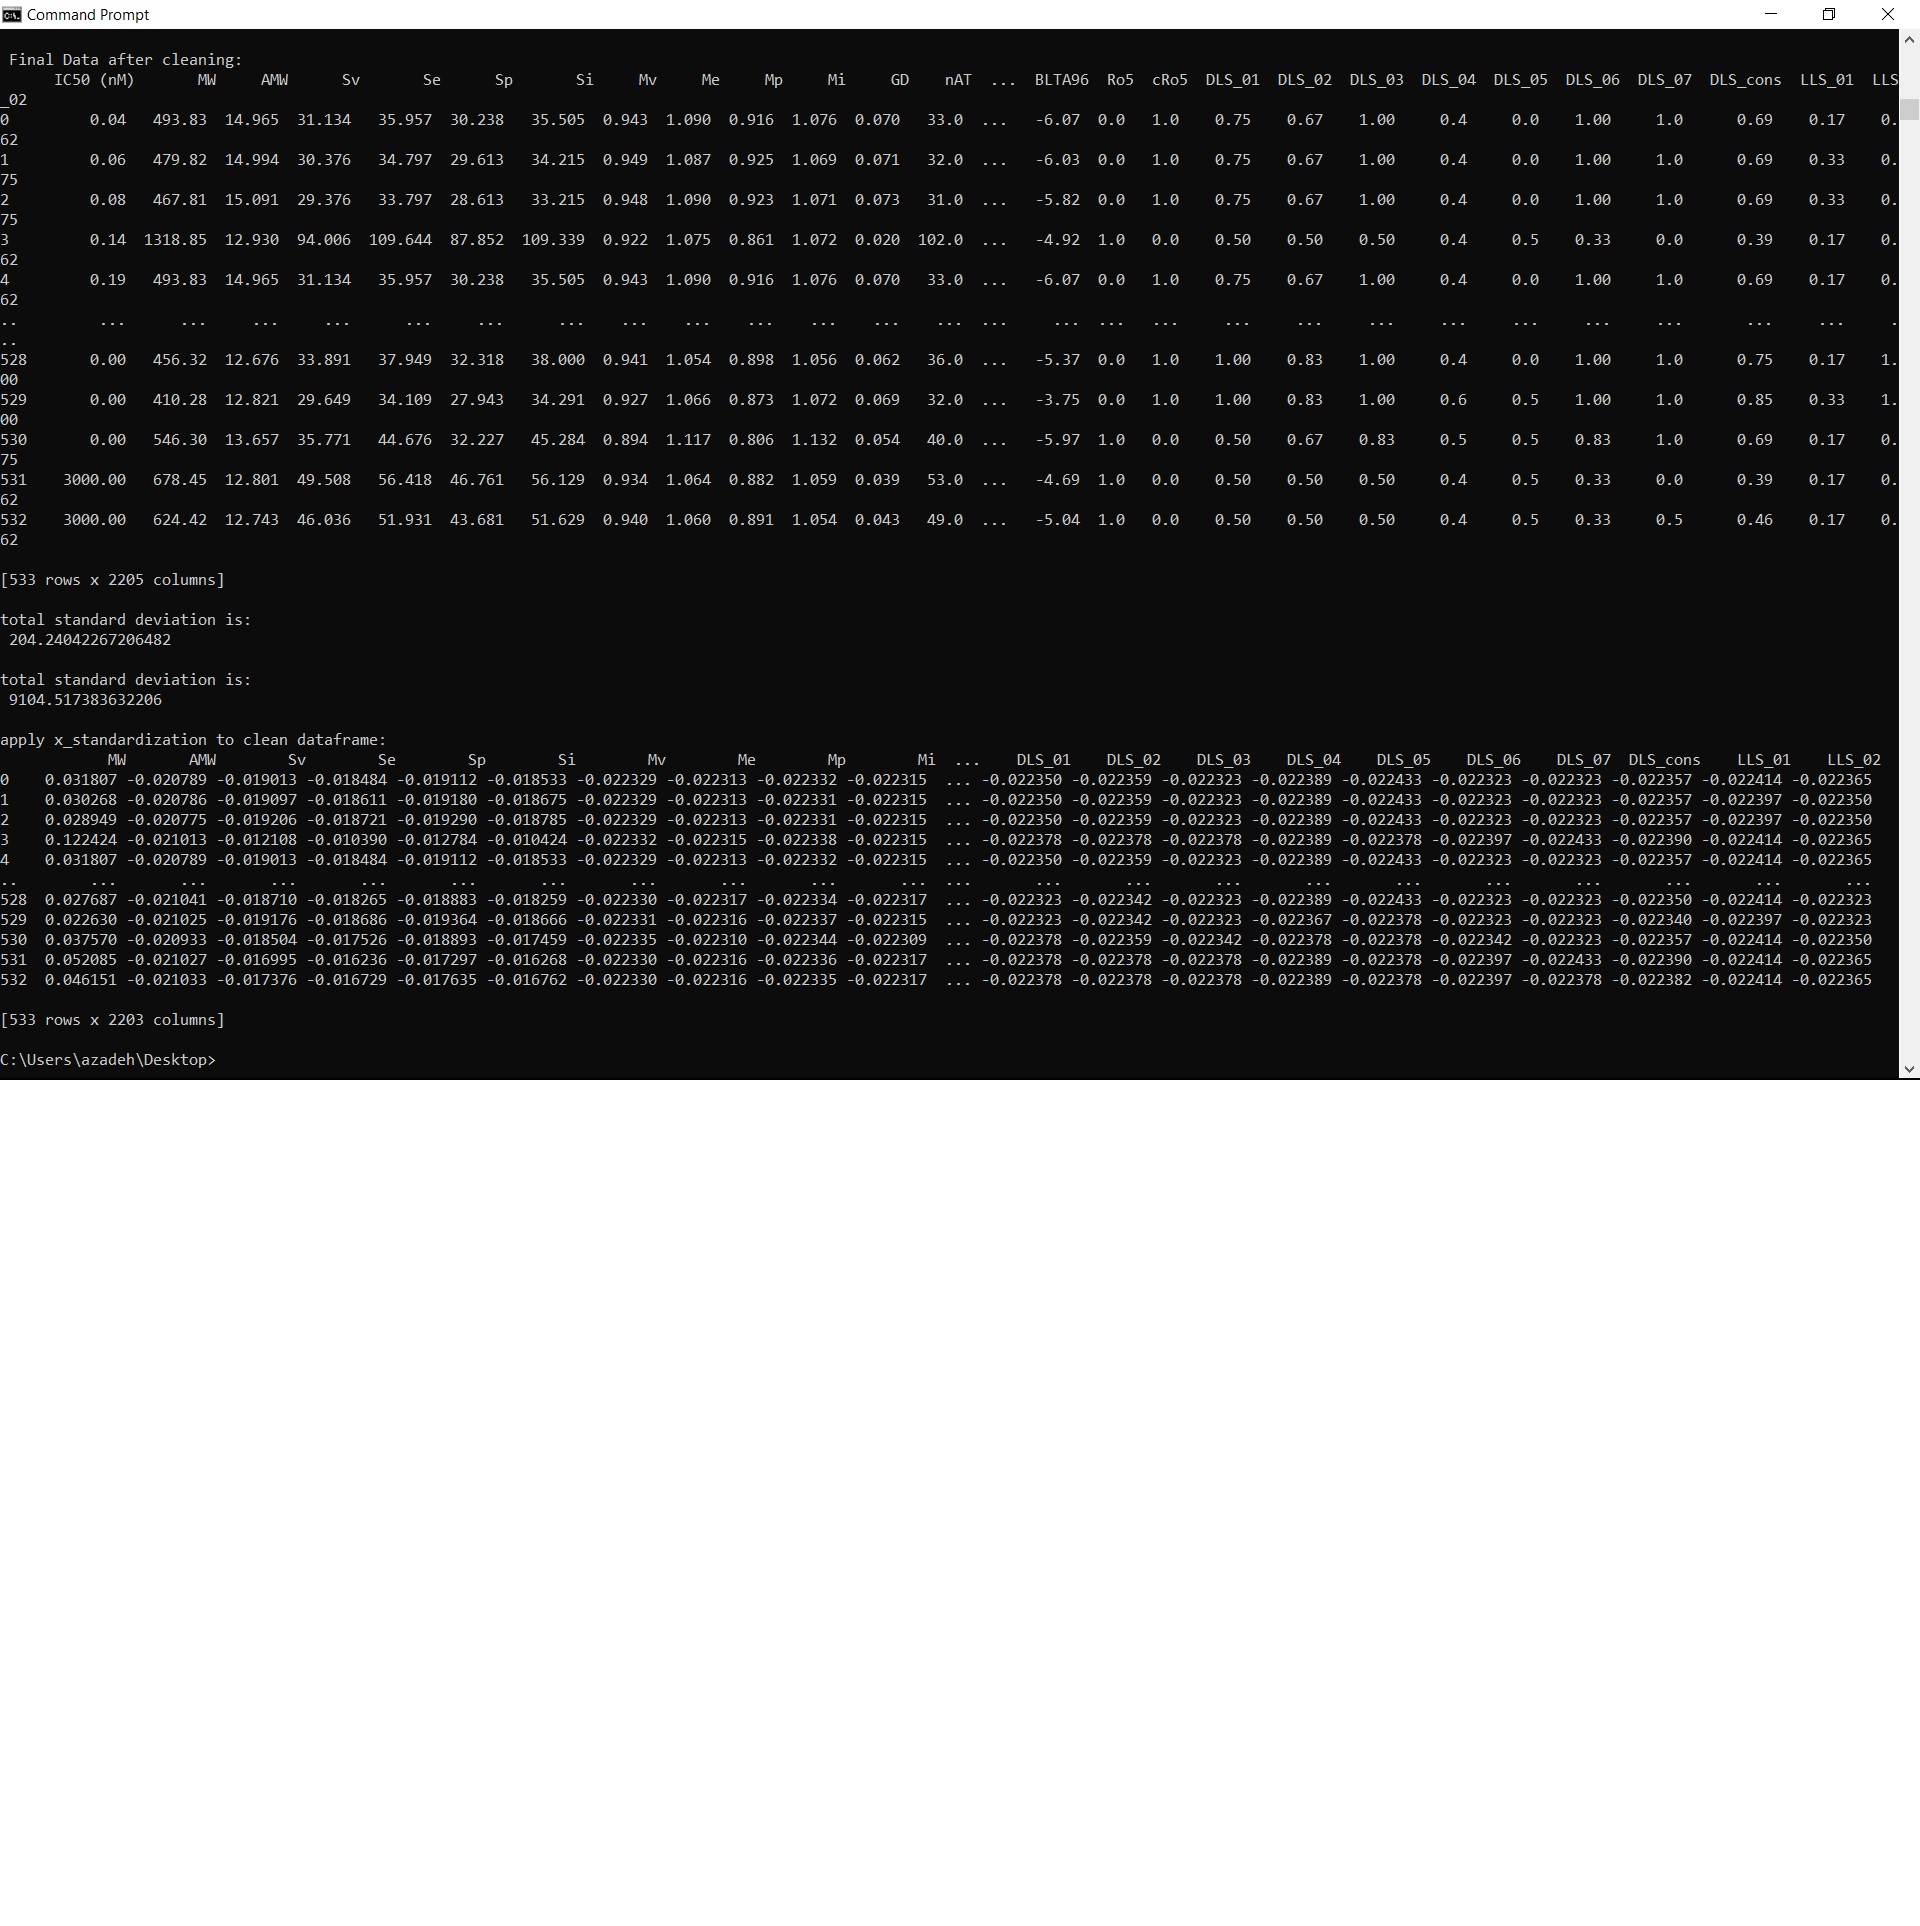 Command Prompt
Final Data after cleaning:
IC50 (nM) MW AMW Sv Se Sp Si Mv Me Mp Mi GD nAT ... BLTA96 Ro5 cRo5 DLS_01 DLS_02 DLS_03 DLS_04 DLS_05 DLS_06 DLS_07 DLS_cons LLS_01 LLS
_02
0 0.04 493.83 14.965 31.134 35.957 30.238 35.505 0.943 1.090 0.916 1.076 0.070 33.0 ... -6.07 0.0 1.0 0.75 0.67 1.00 0.4 0.0 1.00 1.0 0.69 0.17 0.
62
1 0.06 479.82 14.994 30.376 34.797 29.613 34.215 0.949 1.087 0.925 1.069 0.071 32.0 ... -6.03 0.0 1.0 0.75 0.67 1.00 0.4 0.0 1.00 1.0 0.69 0.33 0.
75
2 0.08 467.81 15.091 29.376 33.797 28.613 33.215 0.948 1.090 0.923 1.071 0.073 31.0 ... -5.82 0.0 1.0 0.75 0.67 1.00 0.4 0.0 1.00 1.0 0.69 0.33 0.
75
3 0.14 1318.85 12.930 94.006 109.644 87.852 109.339 0.922 1.075 0.861 1.072 0.020 102.0 ... -4.92 1.0 0.0 0.50 0.50 0.50 0.4 0.5 0.33 0.0 0.39 0.17 0.
62
4 0.19 493.83 14.965 31.134 35.957 30.238 35.505 0.943 1.090 0.916 1.076 0.070 33.0 ... -6.07 0.0 1.0 0.75 0.67 1.00 0.4 0.0 1.00 1.0 0.69 0.17 0.
62
.. ... ... ... ... ... ... ... ... ... ... ... ... ... ... ... ... ... ... ... ... ... ... ... ... ... ... .
..
528 0.00 456.32 12.676 33.891 37.949 32.318 38.000 0.941 1.054 0.898 1.056 0.062 36.0 ... -5.37 0.0 1.0 1.00 0.83 1.00 0.4 0.0 1.00 1.0 0.75 0.17 1.
00
529 0.00 410.28 12.821 29.649 34.109 27.943 34.291 0.927 1.066 0.873 1.072 0.069 32.0 ... -3.75 0.0 1.0 1.00 0.83 1.00 0.6 0.5 1.00 1.0 0.85 0.33 1.
00
530 0.00 546.30 13.657 35.771 44.676 32.227 45.284 0.894 1.117 0.806 1.132 0.054 40.0 ... -5.97 1.0 0.0 0.50 0.67 0.83 0.5 0.5 0.83 1.0 0.69 0.17 0.
75
531 3000.00 678.45 12.801 49.508 56.418 46.761 56.129 0.934 1.064 0.882 1.059 0.039 53.0 ... -4.69 1.0 0.0 0.50 0.50 0.50 0.4 0.5 0.33 0.0 0.39 0.17 0.
62
532 3000.00 624.42 12.743 46.036 51.931 43.681 51.629 0.940 1.060 0.891 1.054 0.043 49.0 ... -5.04 1.0 0.0 0.50 0.50 0.50 0.4 0.5 0.33 0.5 0.46 0.17 0.
62
[533 rows x 2205 columns]
total standard deviation is:
204.24042267206482
total standard deviation is:
9104.517383632206
apply x_standardization to clean dataframe:
MW AMW Sv Se Sp Si Mv Me Mp Mi ... DLS_01 DLS_02 DLS_03 DLS_04 DLS_05 DLS_06 DLS_07 DLS_cons LLS_01 LLS_02
0 0.031807 -0.020789 -0.019013 -0.018484 -0.019112 -0.018533 -0.022329 -0.022313 -0.022332 -0.022315 ... -0.022350 -0.022359 -0.022323 -0.022389 -0.022433 -0.022323 -0.022323 -0.022357 -0.022414 -0.022365
1 0.030268 -0.020786 -0.019097 -0.018611 -0.019180 -0.018675 -0.022329 -0.022313 -0.022331 -0.022315 ... -0.022350 -0.022359 -0.022323 -0.022389 -0.022433 -0.022323 -0.022323 -0.022357 -0.022397 -0.022350
2 0.028949 -0.020775 -0.019206 -0.018721 -0.019290 -0.018785 -0.022329 -0.022313 -0.022331 -0.022315 ... -0.022350 -0.022359 -0.022323 -0.022389 -0.022433 -0.022323 -0.022323 -0.022357 -0.022397 -0.022350
3 0.122424 -0.021013 -0.012108 -0.010390 -0.012784 -0.010424 -0.022332 -0.022315 -0.022338 -0.022315 ... -0.022378 -0.022378 -0.022378 -0.022389 -0.022378 -0.022397 -0.022433 -0.022390 -0.022414 -0.022365
4 0.031807 -0.020789 -0.019013 -0.018484 -0.019112 -0.018533 -0.022329 -0.022313 -0.022332 -0.022315 ... -0.022350 -0.022359 -0.022323 -0.022389 -0.022433 -0.022323 -0.022323 -0.022357 -0.022414 -0.022365
.. ... ... ... ... ... ... ... ... ... ... ... ... ... ... ... ... ... ... ... ... ...
528 0.027687 -0.021041 -0.018710 -0.018265 -0.018883 -0.018259 -0.022330 -0.022317 -0.022334 -0.022317 ... -0.022323 -0.022342 -0.022323 -0.022389 -0.022433 -0.022323 -0.022323 -0.022350 -0.022414 -0.022323
529 0.022630 -0.021025 -0.019176 -0.018686 -0.019364 -0.018666 -0.022331 -0.022316 -0.022337 -0.022315 ... -0.022323 -0.022342 -0.022323 -0.022367 -0.022378 -0.022323 -0.022323 -0.022340 -0.022397 -0.022323
530 0.037570 -0.020933 -0.018504 -0.017526 -0.018893 -0.017459 -0.022335 -0.022310 -0.022344 -0.022309 ... -0.022378 -0.022359 -0.022342 -0.022378 -0.022378 -0.022342 -0.022323 -0.022357 -0.022414 -0.022350
531 0.052085 -0.021027 -0.016995 -0.016236 -0.017297 -0.016268 -0.022330 -0.022316 -0.022336 -0.022317 ... -0.022378 -0.022378 -0.022378 -0.022389 -0.022378 -0.022397 -0.022433 -0.022390 -0.022414 -0.022365
532 0.046151 -0.021033 -0.017376 -0.016729 -0.017635 -0.016762 -0.022330 -0.022316 -0.022335 -0.022317 ... -0.022378 -0.022378 -0.022378 -0.022389 -0.022378 -0.022397 -0.022378 -0.022382 -0.022414 -0.022365
[533 rows x 2203 columns]
C:\Users\azadeh\Desktop>